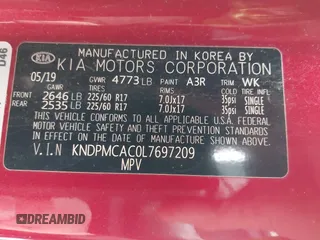 MANUFACTURED IN KOREA BY
KIA KIA MOTORS CORPORATION
05/19 GVWR 4773LB PAINT A3R TRIM WK
GAWR TIRES RIMS COLD TIRE INFL.
FRONT 2646LB 225/60 R17 7.0Jx17 35psi SINGLE
REAR 2535LB 225/60 R17 7.0Jx17 35psi SINGLE
THIS VEHICLE CONFORMS TO ALL APPLICABLE U.S.A. FEDERAL MOTOR
VEHICLE SAFETY, BUMPER, AND THEFT PREVENTION STANDARDS IN
EFFECT ON THE DATE OF MANUFACTURE SHOWN ABOVE.
V.I.N KNDPMCAC0L7697209
MPV
D46
DREAMBID